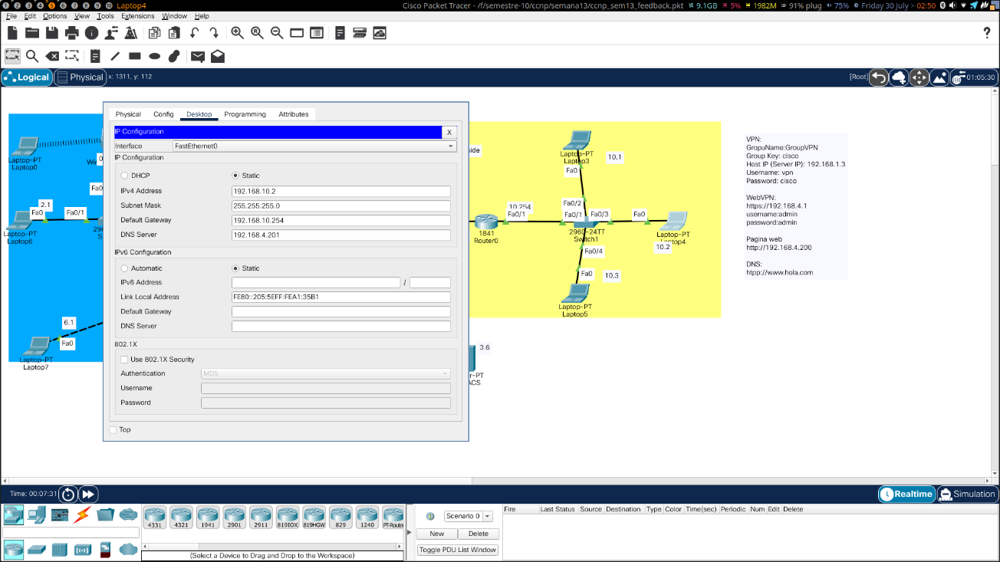 1 2 3 4 5 6 7 8 9 10 Laptop4
Cisco Packet Tracer - /f/semestre-10/ccnp/semana13/ccnp_sem13_feedback.pkt 9.1GB 5% 1982M 91% plug 75% Friday 30 July > 02:50
File Edit Options View Tools Extensions Window Help
?
Logical Physical x: 1311, y: 112
[Root] 01:05:30
Physical Config Desktop Programming Attributes
IP Configuration X
Interface FastEthernet0
IP Configuration
DHCP Static
IPv4 Address 192.168.10.2
Subnet Mask 255.255.255.0
Default Gateway 192.168.10.254
DNS Server 192.168.4.201
IPv6 Configuration
Automatic Static
IPv6 Address /
Link Local Address FE80::205:5EFF:FEA1:35B1
Default Gateway
DNS Server
802.1X
Use 802.1X Security
Authentication MD5
Username
Password
Top
Laptop-PT
Laptop0
Wir
0
Fa0
2.1
Fa0
Fa0/1
296
S
Laptop-PT
Laptop6
6.1
Fa0
Laptop-PT
Laptop7
side
Laptop-PT
Laptop3
10.1
Fa0
Fa0/2
10.254
Fa0/1
Fa0/1
Fa0/3
Fa0
1841
Router0
2960-24TT
Switch1
Laptop-PT
Laptop4
10.2
Fa0/4
Fa0
10.3
Laptop-PT
Laptop5
3.6
r-PT
ACS
VPN:
GropuName:GroupVPN
Group Key: cisco
Host IP (Server IP): 192.168.1.3
Username: vpn
Password: cisco
WebVPN:
https://192.168.4.1
username:admin
password:admin
Pagina web
http://192.168.4.200
DNS:
htpp://www.hola.com
Time: 00:07:31
Realtime Simulation
4331 4321 1941 2901 2911 819IOX 819HGW 829 1240 PT-Router
(Select a Device to Drag and Drop to the Workspace)
Scenario 0
New Delete
Toggle PDU List Window
Fire Last Status Source Destination Type Color Time(sec) Periodic Num Edit Delete